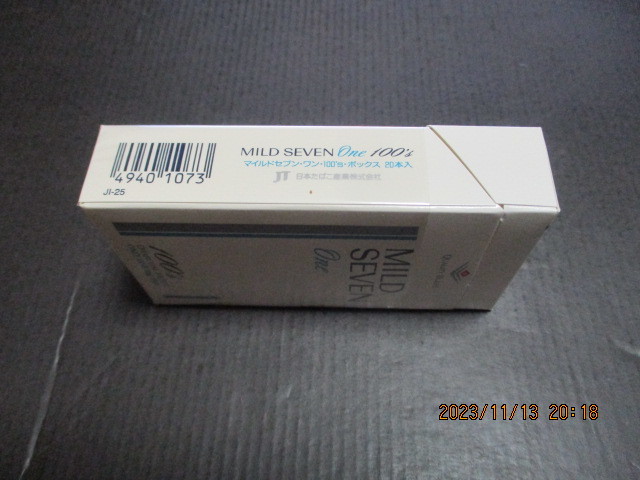 MILD SEVEN One 100's
マイルドセブン・ワン・100's・ボックス 20本入
JT 日本たばこ産業株式会社
4940 1073
JI-25
MILD
SEVEN
One
100's
2023/11/13 20:18